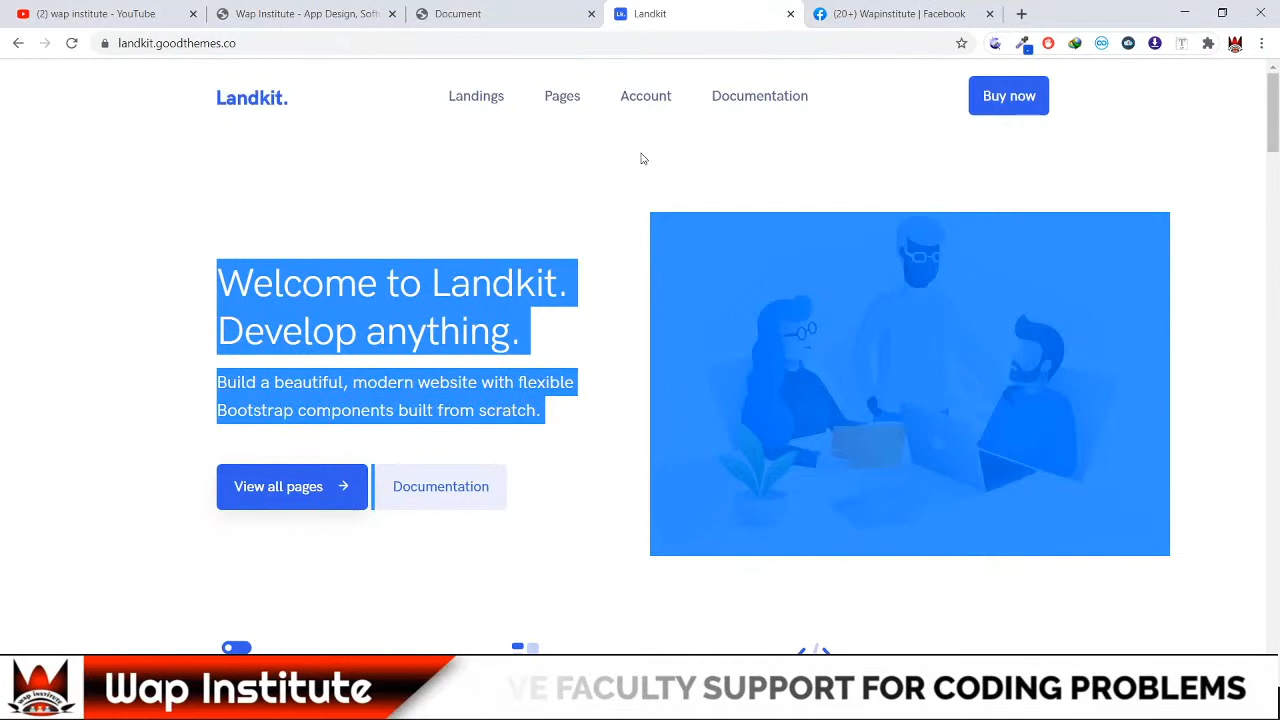 (2) wap institute - YouTube
Wap Institute - App Design Soft
Document
Landkit
(20+) Wapinstitute | Facebook
landkit.goodthemes.co
Landkit.
Landings
Pages
Account
Documentation
Buy now
Welcome to Landkit.
Develop anything.
Build a beautiful, modern website with flexible
Bootstrap components built from scratch.
View all pages
Documentation
Wap Institute
VE FACULTY SUPPORT FOR CODING PROBLEMS